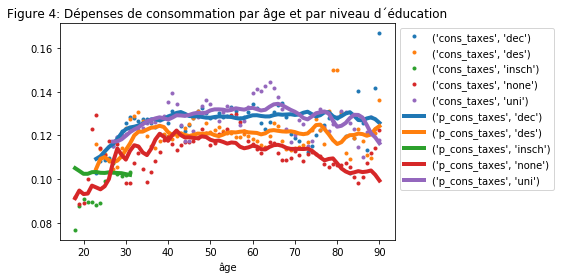 Figure 4: Dépenses de consommation par âge et par niveau d´éducation
0.16
0.14
0.12
0.10
0.08
20 30 40 50 60 70 80 90
âge
('cons_taxes', 'dec')
('cons_taxes', 'des')
('cons_taxes', 'insch')
('cons_taxes', 'none')
('cons_taxes', 'uni')
('p_cons_taxes', 'dec')
('p_cons_taxes', 'des')
('p_cons_taxes', 'insch')
('p_cons_taxes', 'none')
('p_cons_taxes', 'uni')